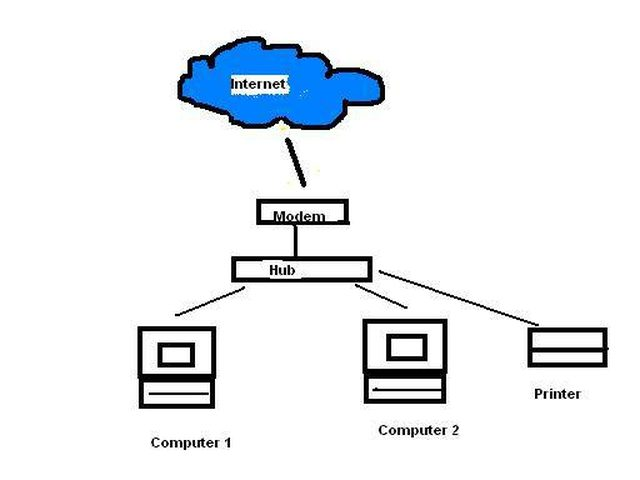 Internet
Modem
Hub
Computer 1
Computer 2
Printer